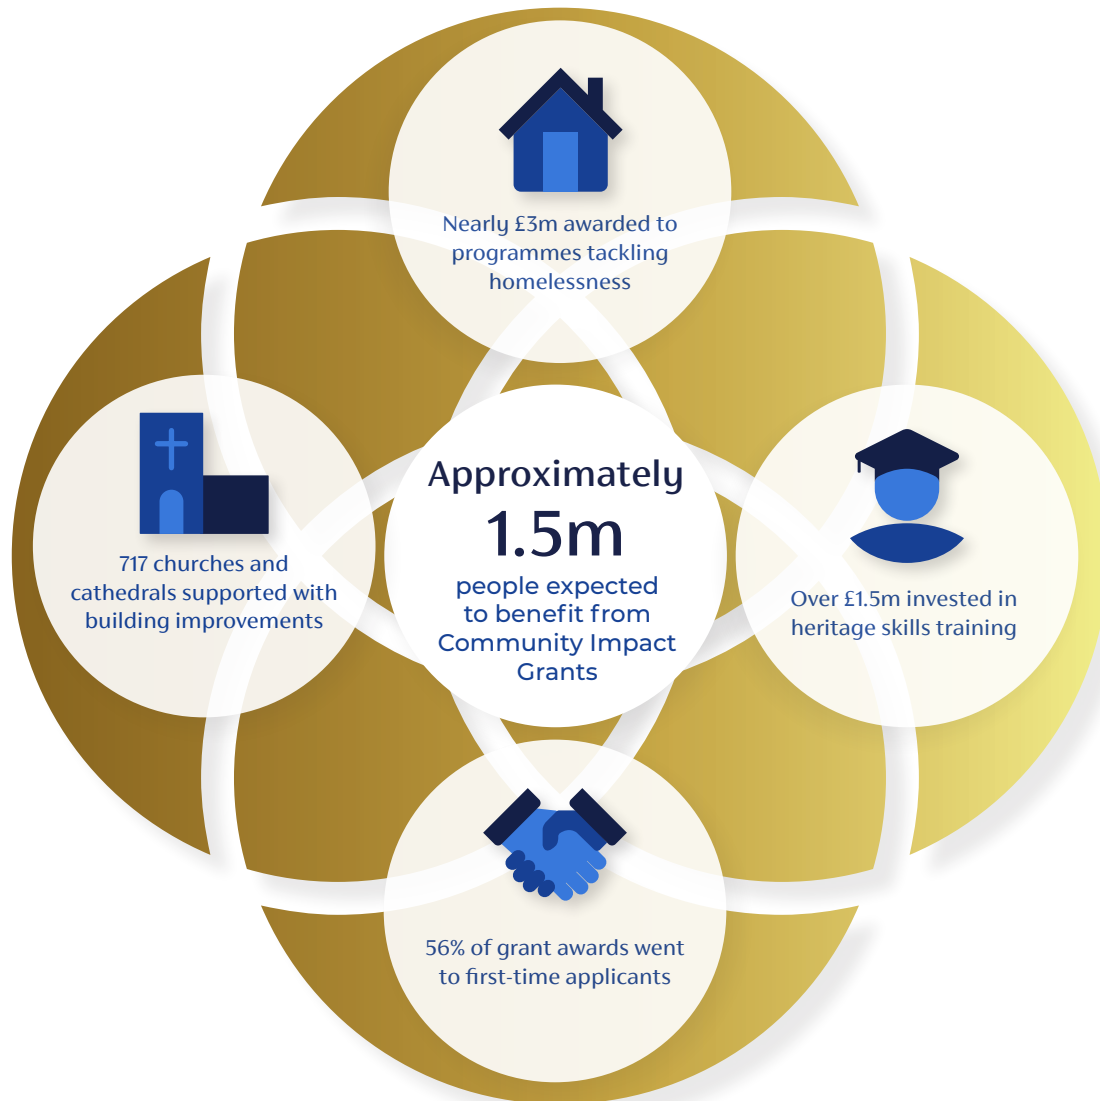 Nearly £3m awarded to
programmes tackling
homelessness
717 churches and
cathedrals supported with
building improvements
Approximately
1.5m
people expected
to benefit from
Community Impact
Grants
Over £1.5m invested in
heritage skills training
56% of grant awards went
to first-time applicants